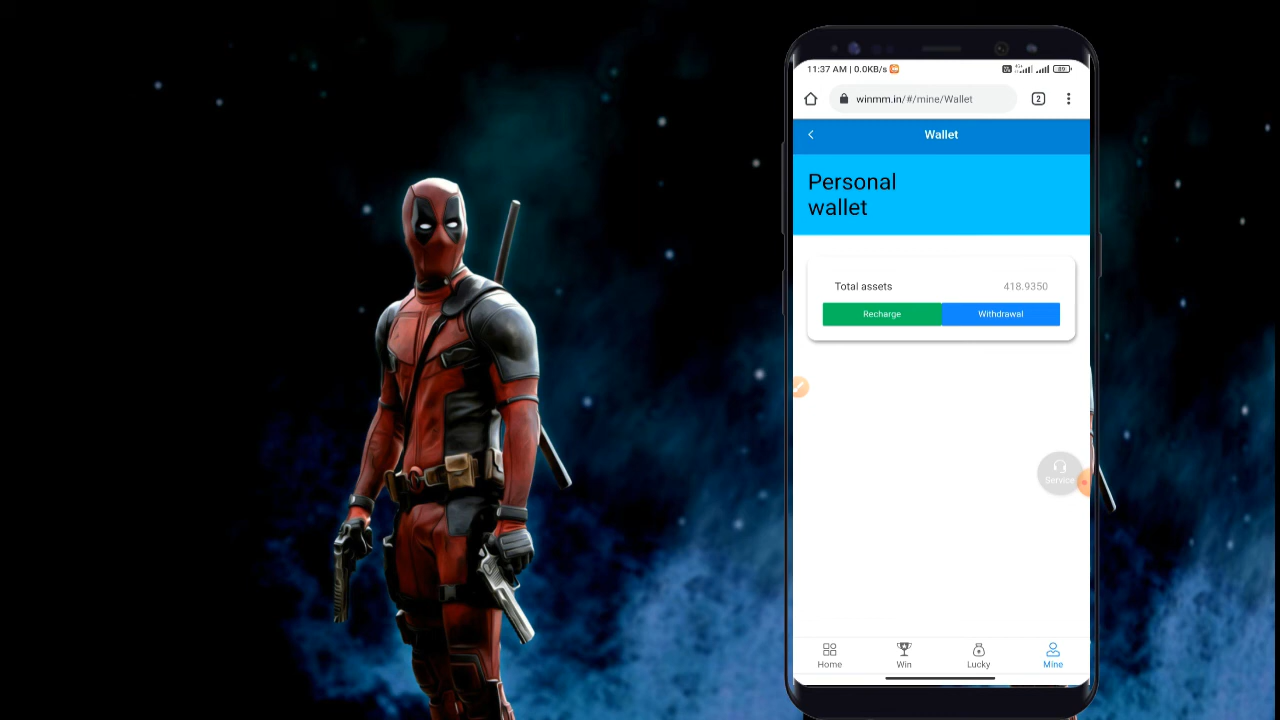 11:37 AM | 0.0KB/s
winmm.in/#/mine/Wallet
2
Wallet
Personal
wallet
Total assets 418.9350
Recharge Withdrawal
Service
Home Win Lucky Mine